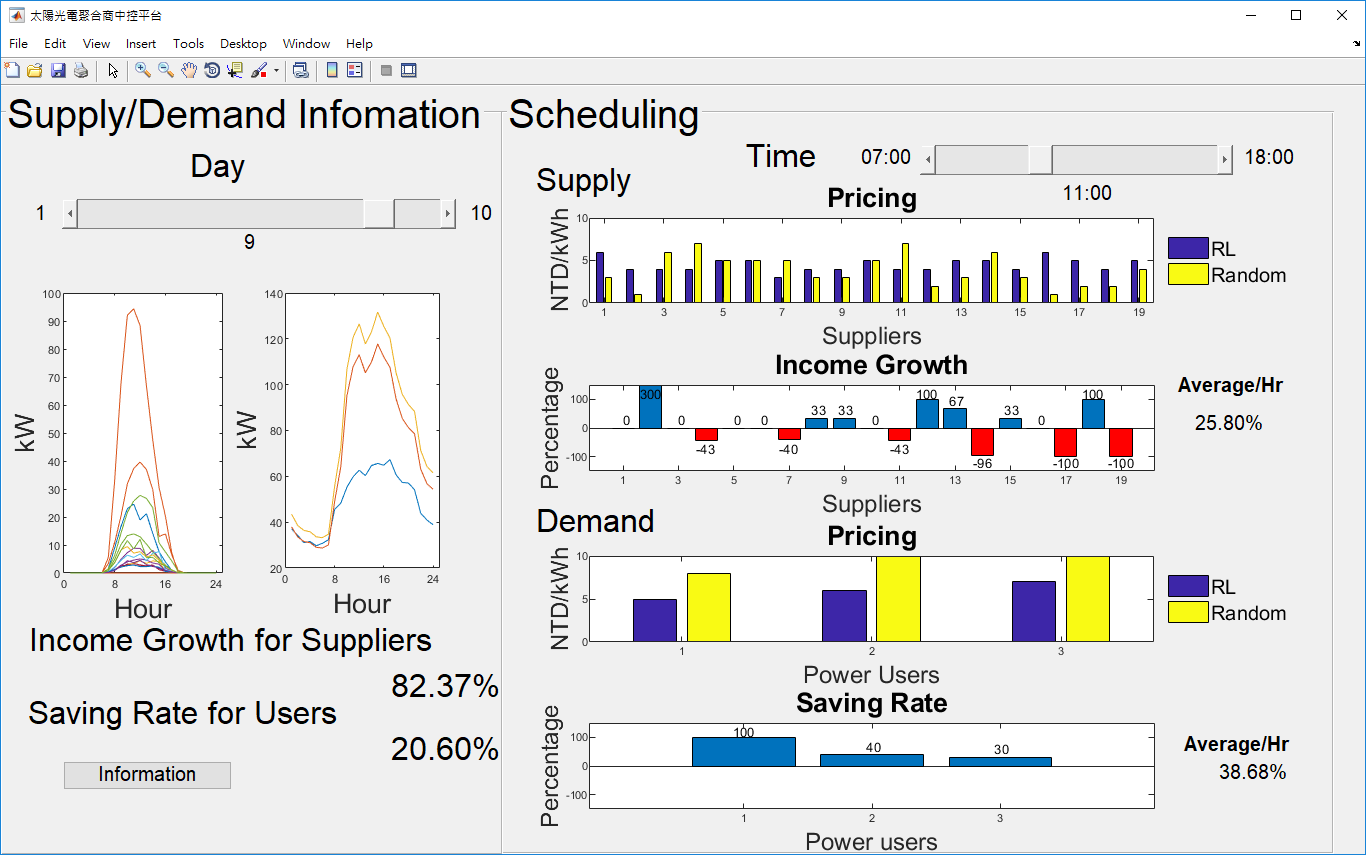 太陽光電聚合商中控平台
File Edit View Insert Tools Desktop Window Help
Supply/Demand Infomation
Day
1 10
9
100
90
80
70
60
50
40
30
20
10
0
kW
0 8 16 24
Hour
140
120
100
80
60
40
20
kW
0 8 16 24
Hour
Income Growth for Suppliers
82.37%
Saving Rate for Users
20.60%
Information
Scheduling
Time 07:00 18:00
11:00
Supply
Pricing
NTD/kWh
10
5
0
1 3 5 7 9 11 13 15 17 19
Suppliers
RL
Random
Income Growth
Percentage
100
0
-100
0 300 0 -43 0 0 -40 33 33 0 -43 100 67 -96 33 0 -100 100 -100
1 3 5 7 9 11 13 15 17 19
Suppliers
Average/Hr
25.80%
Demand
Pricing
NTD/kWh
10
5
0
1 2 3
Power Users
RL
Random
Saving Rate
Percentage
100
0
-100
100 40 30
1 2 3
Power users
Average/Hr
38.68%